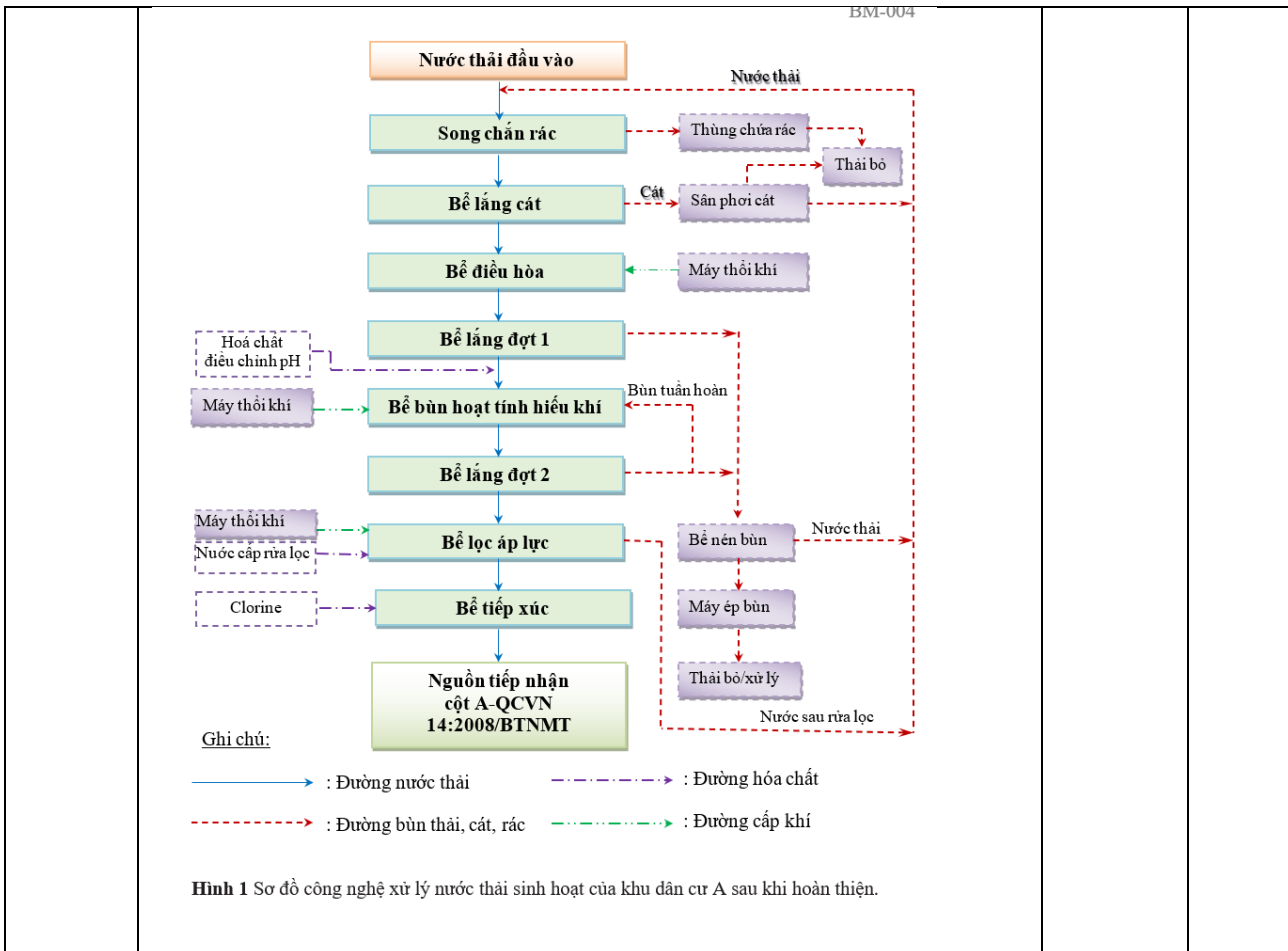 BM-004
Nước thải đầu vào
Nước thải
Song chắn rác
Thùng chứa rác
Thải bỏ
Bể lắng cát
Cát
Sân phơi cát
Bể điều hòa
Máy thổi khí
Bể lắng đợt 1
Hoá chất
điều chỉnh pH
Bùn tuần hoàn
Máy thổi khí
Bể bùn hoạt tính hiếu khí
Bể lắng đợt 2
Máy thổi khí
Nước cấp rửa lọc
Bể lọc áp lực
Bể nén bùn
Nước thải
Clorine
Bể tiếp xúc
Máy ép bùn
Nguồn tiếp nhận
cột A-QCVN
14:2008/BTNMT
Thải bỏ/xử lý
Nước sau rửa lọc
Ghi chú:
: Đường nước thải
: Đường hóa chất
: Đường bùn thải, cát, rác
: Đường cấp khí
Hình 1 Sơ đồ công nghệ xử lý nước thải sinh hoạt của khu dân cư A sau khi hoàn thiện.